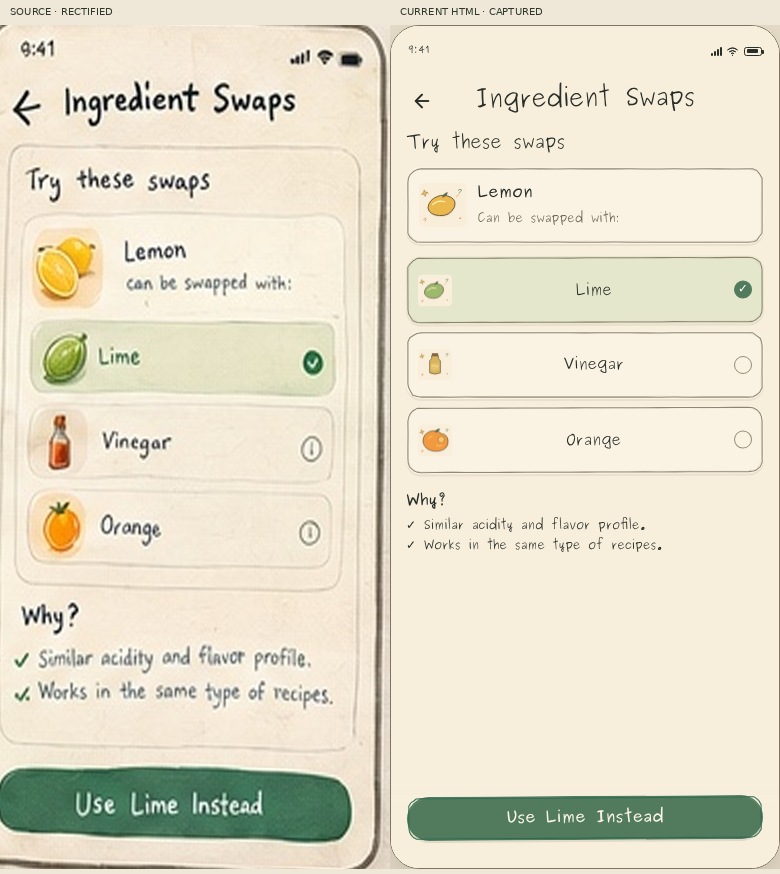 SOURCE · RECTIFIED
9:41
← Ingredient Swaps
Try these swaps
Lemon
can be swapped with:
Lime
Vinegar
Orange
Why?
✓ Similar acidity and flavor profile.
✓ Works in the same type of recipes.
Use Lime Instead
CURRENT HTML · CAPTURED
9:41
← Ingredient Swaps
Try these swaps
Lemon
Can be swapped with:
Lime
Vinegar
Orange
Why?
✓ Similar acidity and flavor profile.
✓ Works in the same type of recipes.
Use Lime Instead